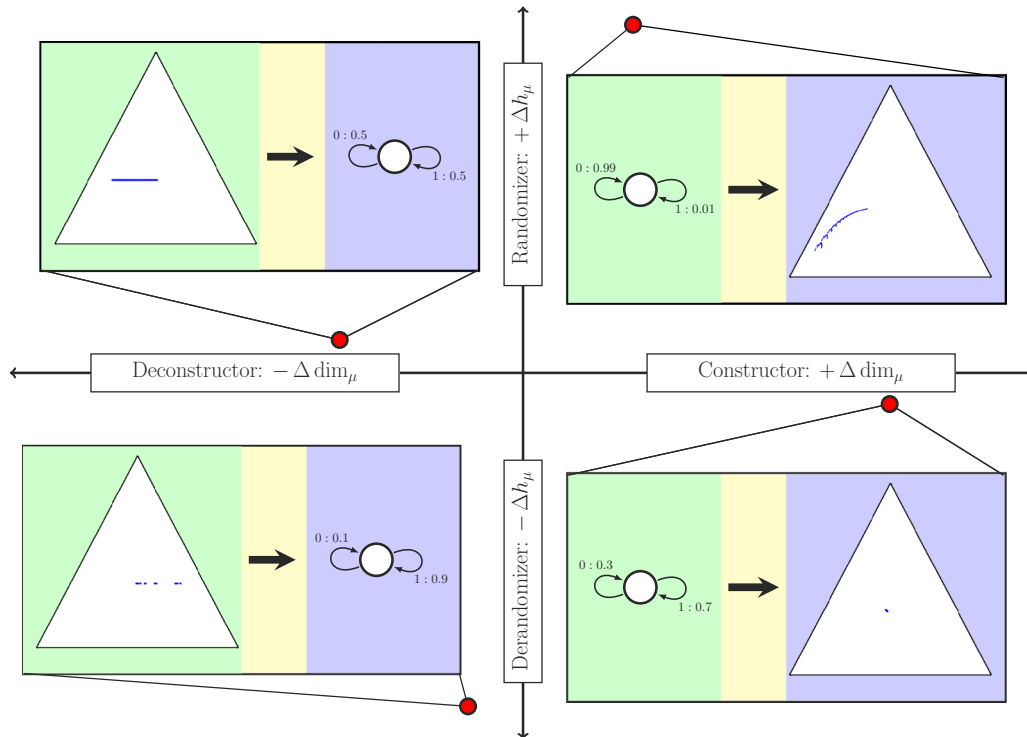 0 : 0.5
1 : 0.5
Randomizer: + Δh_μ
0 : 0.99
1 : 0.01
Deconstructor: − Δ dim_μ
Constructor: + Δ dim_μ
0 : 0.1
1 : 0.9
Derandomizer: − Δh_μ
0 : 0.3
1 : 0.7